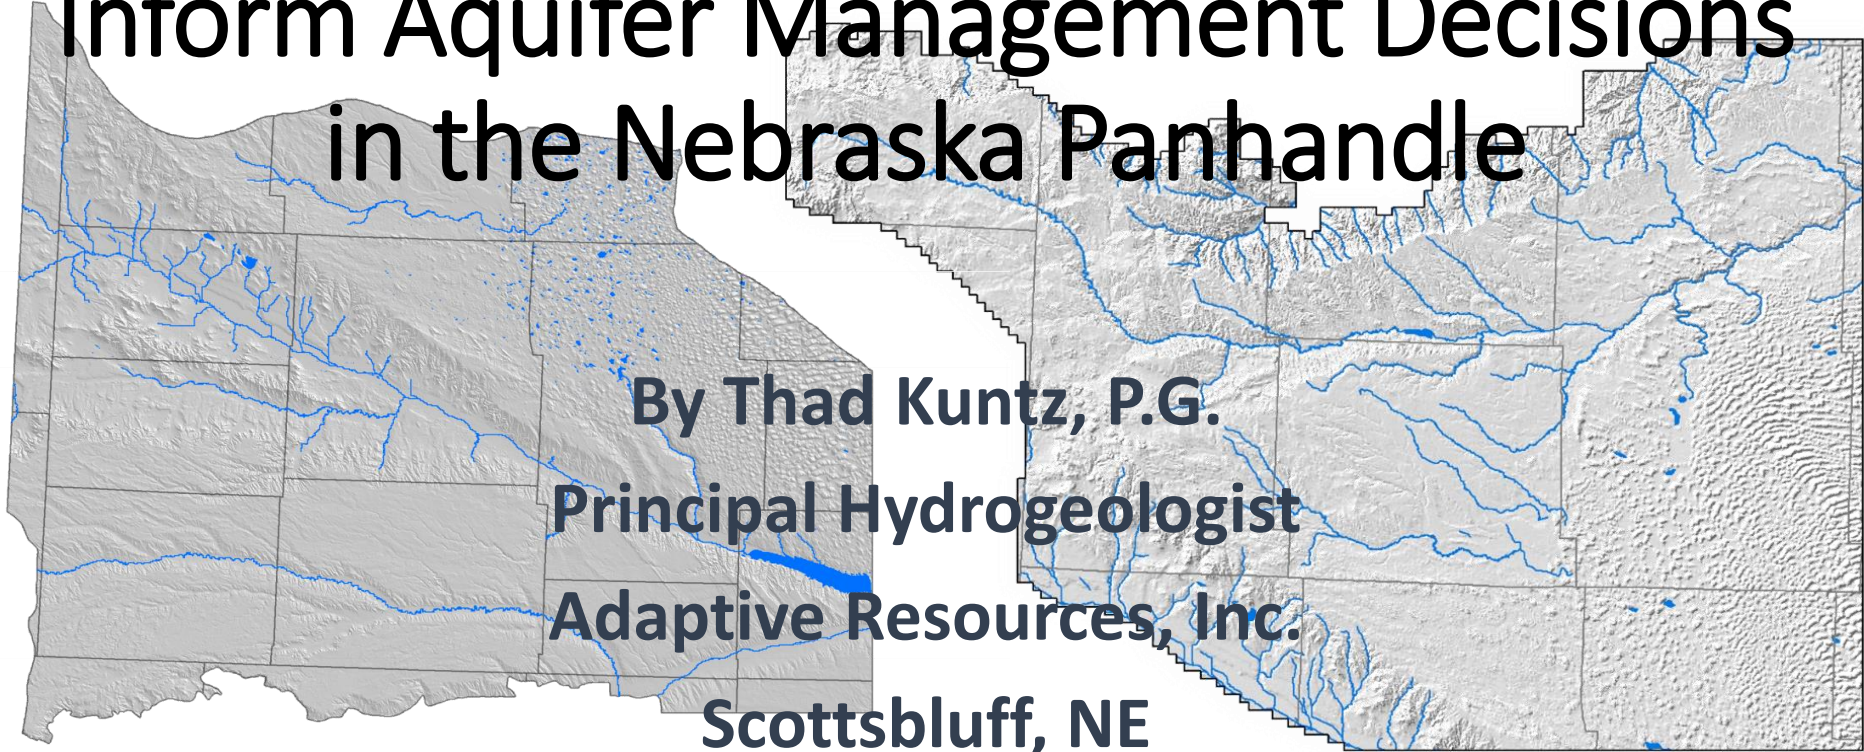 Inform Aquifer Management Decisions
in the Nebraska Panhandle
By Thad Kuntz, P.G.
Principal Hydrogeologist
Adaptive Resources, Inc.
Scottsbluff, NE